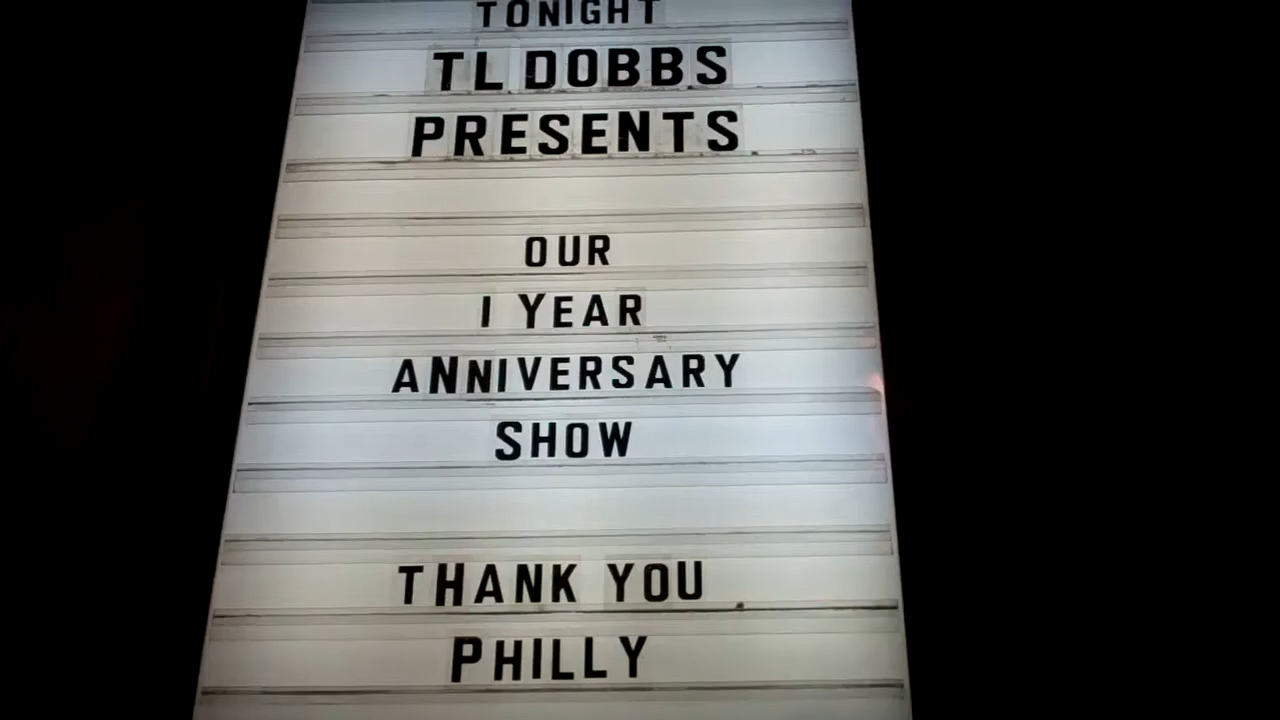 TONIGHT
TL DOBBS
PRESENTS
OUR
1 YEAR
ANNIVERSARY
SHOW
THANK YOU
PHILLY